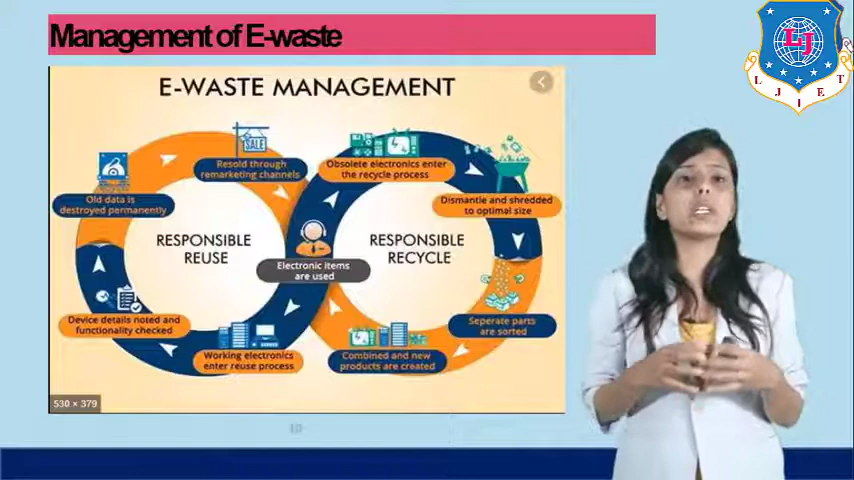 Management of E-waste
E-WASTE MANAGEMENT
Resold through
remarketing channels
Obsolete electronics enter
the recycle process
SALE
Old data is
destroyed permanently
Dismantle and shredded
to optimal size
RESPONSIBLE
REUSE
RESPONSIBLE
RECYCLE
Electronic items
are used
Device details noted and
functionality checked
Seperate parts
are sorted
Working electronics
enter reuse process
Combined and new
products are created
530 × 379
10
LJ
L J I E T